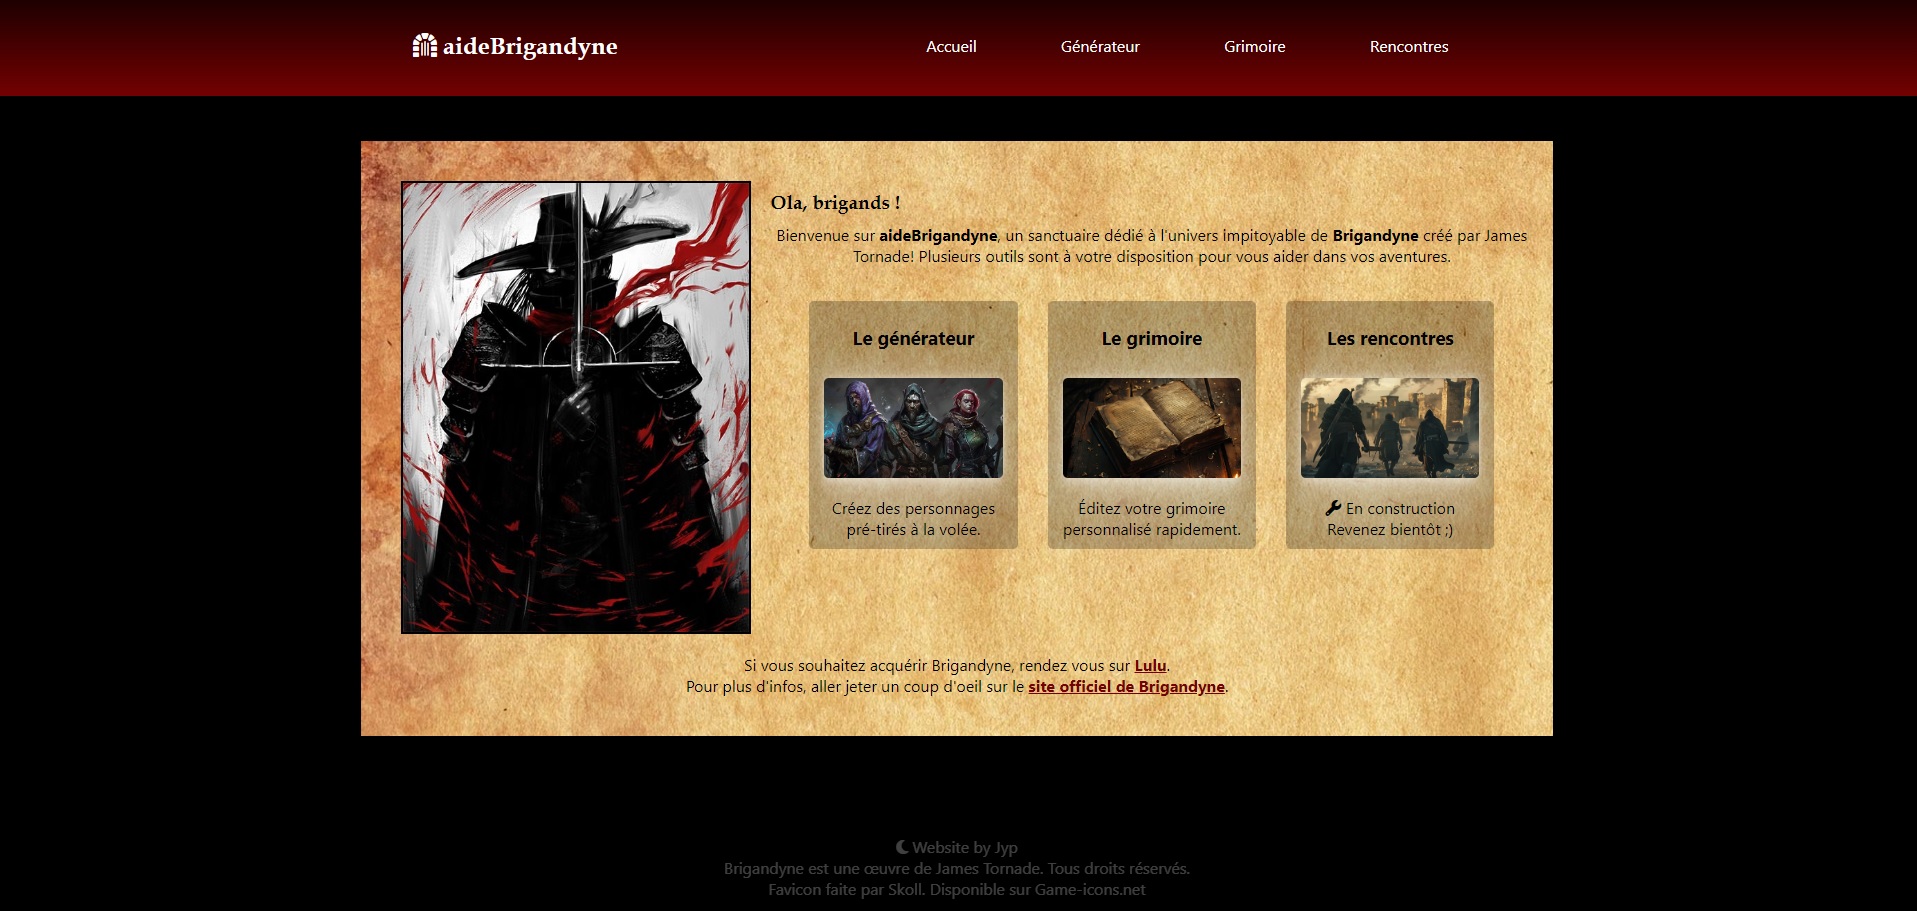 aideBrigandyne
Accueil
Générateur
Grimoire
Rencontres
Ola, brigands !
Bienvenue sur aideBrigandyne, un sanctuaire dédié à l'univers impitoyable de Brigandyne créé par James
Tornade! Plusieurs outils sont à votre disposition pour vous aider dans vos aventures.
Le générateur
Créez des personnages
pré-tirés à la volée.
Le grimoire
Éditez votre grimoire
personnalisé rapidement.
Les rencontres
En construction
Revenez bientôt ;)
Si vous souhaitez acquérir Brigandyne, rendez vous sur Lulu.
Pour plus d'infos, aller jeter un coup d'oeil sur le site officiel de Brigandyne.
Website by Jyp
Brigandyne est une œuvre de James Tornade. Tous droits réservés.
Favicon faite par Skoll. Disponible sur Game-icons.net